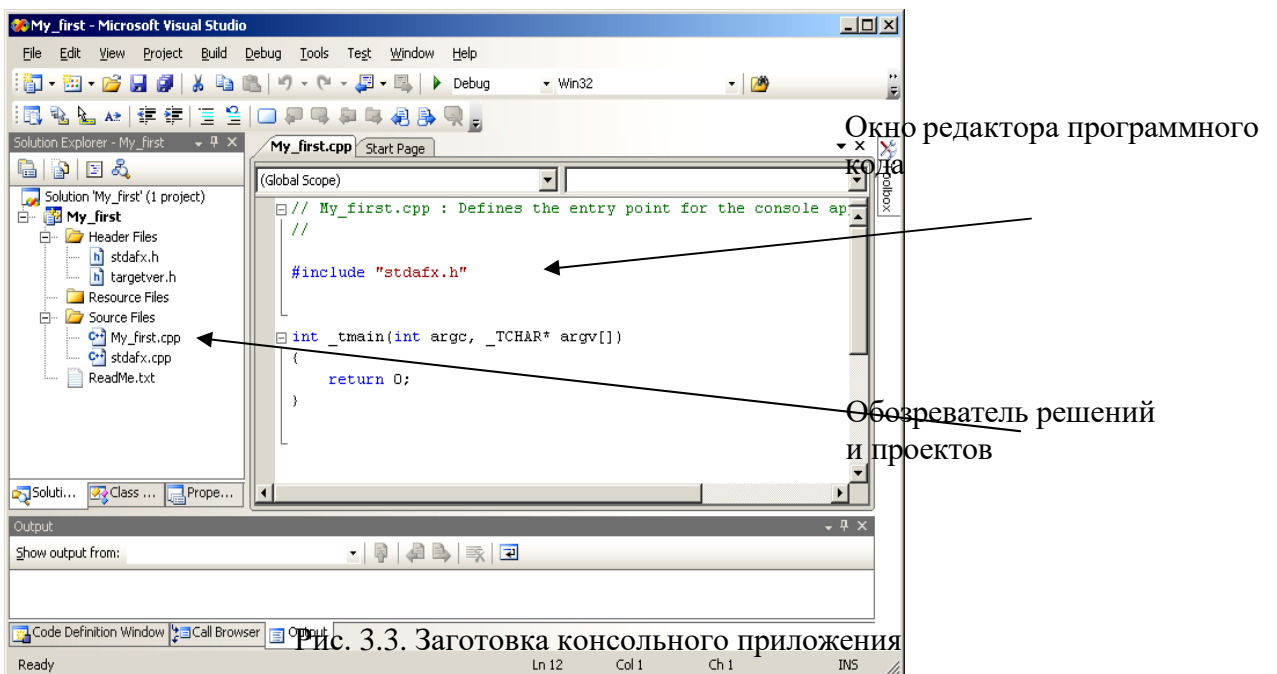 My_first - Microsoft Visual Studio
File Edit View Project Build Debug Tools Test Window Help
Debug Win32
Solution Explorer - My_first
Solution 'My_first' (1 project)
My_first
Header Files
stdafx.h
targetver.h
Resource Files
Source Files
My_first.cpp
stdafx.cpp
ReadMe.txt
Soluti... Class ... Prope...
My_first.cpp Start Page
(Global Scope)
// My_first.cpp : Defines the entry point for the console ap
//
#include "stdafx.h"
int _tmain(int argc, _TCHAR* argv[])
{
return 0;
}
Toolbox
Окно редактора программного
кода
Обозреватель решений
и проектов
Output
Show output from:
Code Definition Window Call Browser Output
Рис. 3.3. Заготовка консольного приложения
Ready Ln 12 Col 1 Ch 1 INS